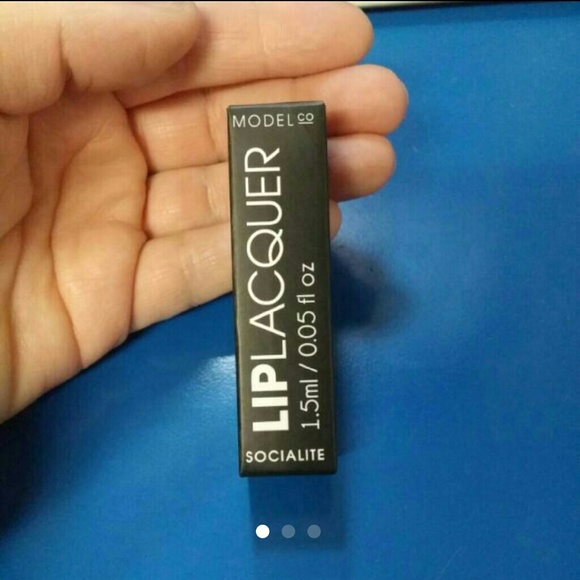 MODELCO
LIPLACQUER
1.5ml / 0.05 fl oz
SOCIALITE